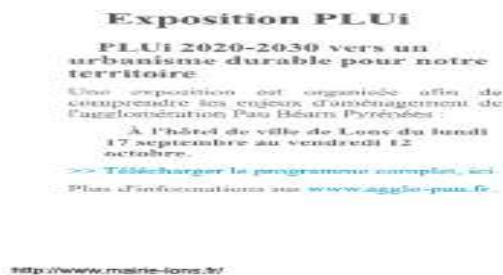 Exposition PLUi
PLUi 2020-2030 vers un
urbanisme durable pour notre
territoire
Une exposition est organisée afin de
comprendre les enjeux d'aménagement de
l'agglomération Pau Béarn Pyrénées :
À l'hôtel de ville de Lons du lundi
17 septembre au vendredi 12
octobre.
>> Télécharger le programme complet, ici
Plus d'informations sur www.agglo-pau.fr.
http://www.mairie-lons.fr/